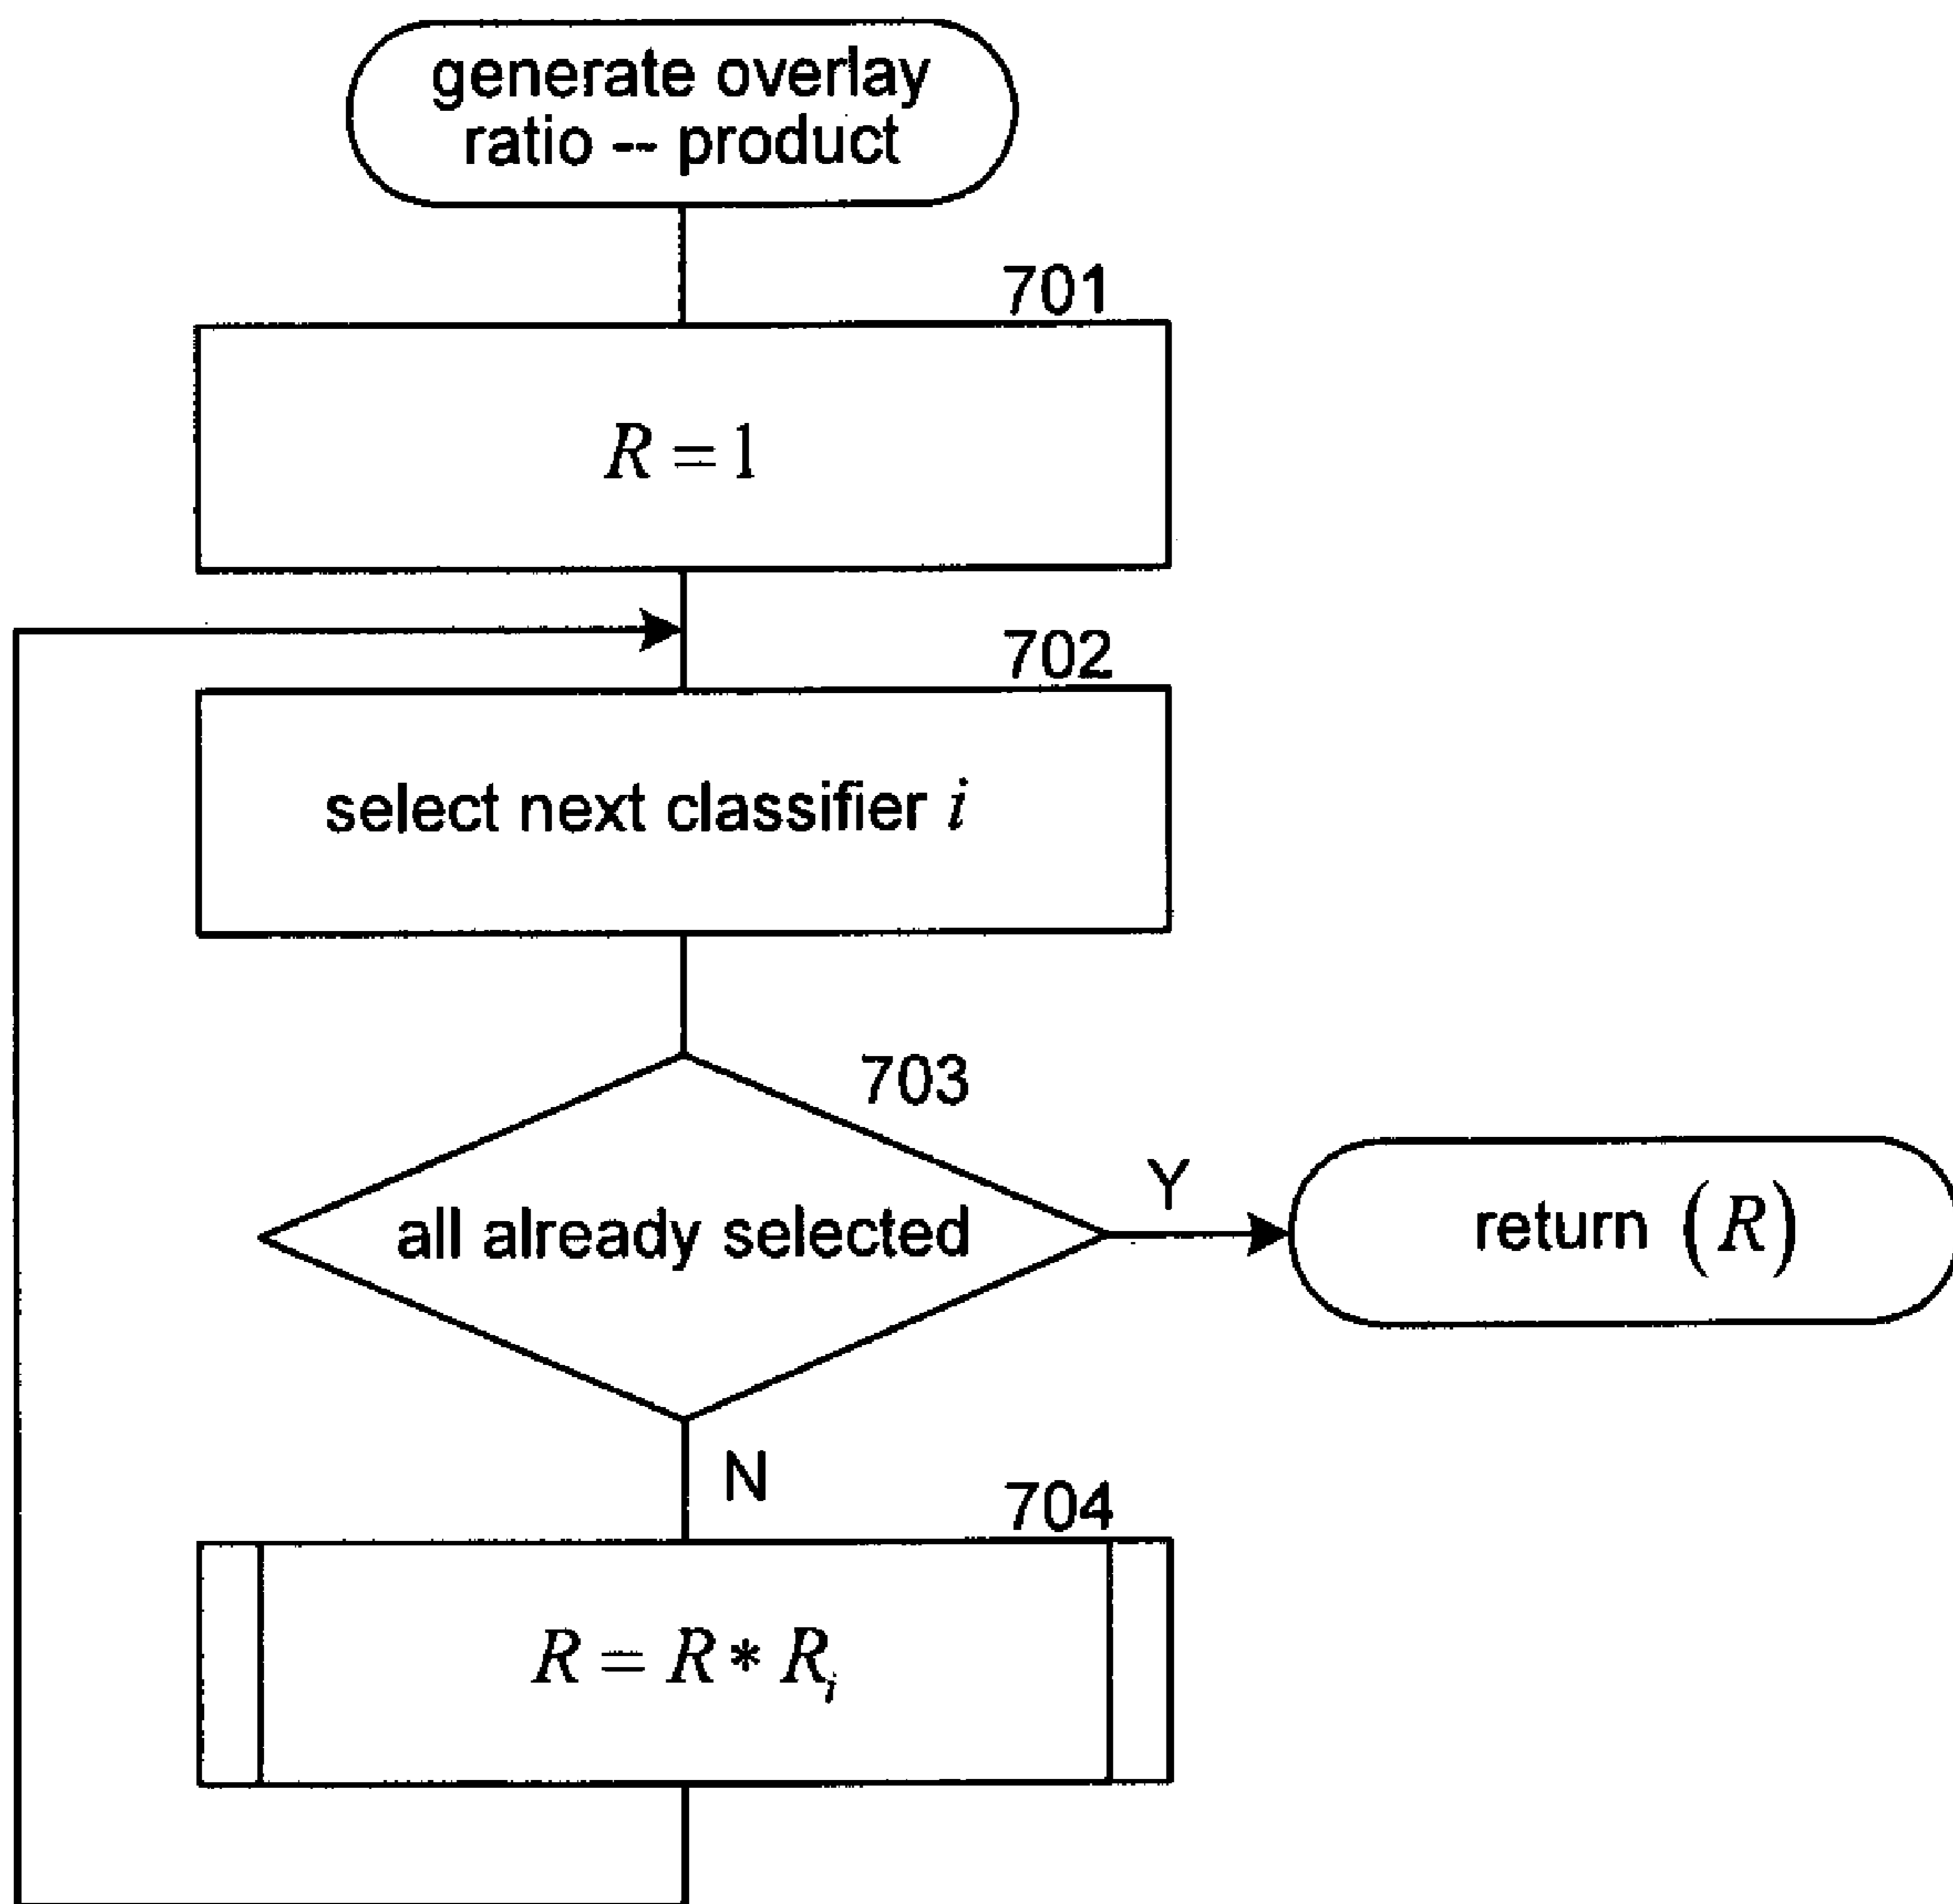 generate overlay
ratio -- product
701
R = 1
702
select next classifier i
703
all already selected
Y
return (R)
N
704
R = R * R_i